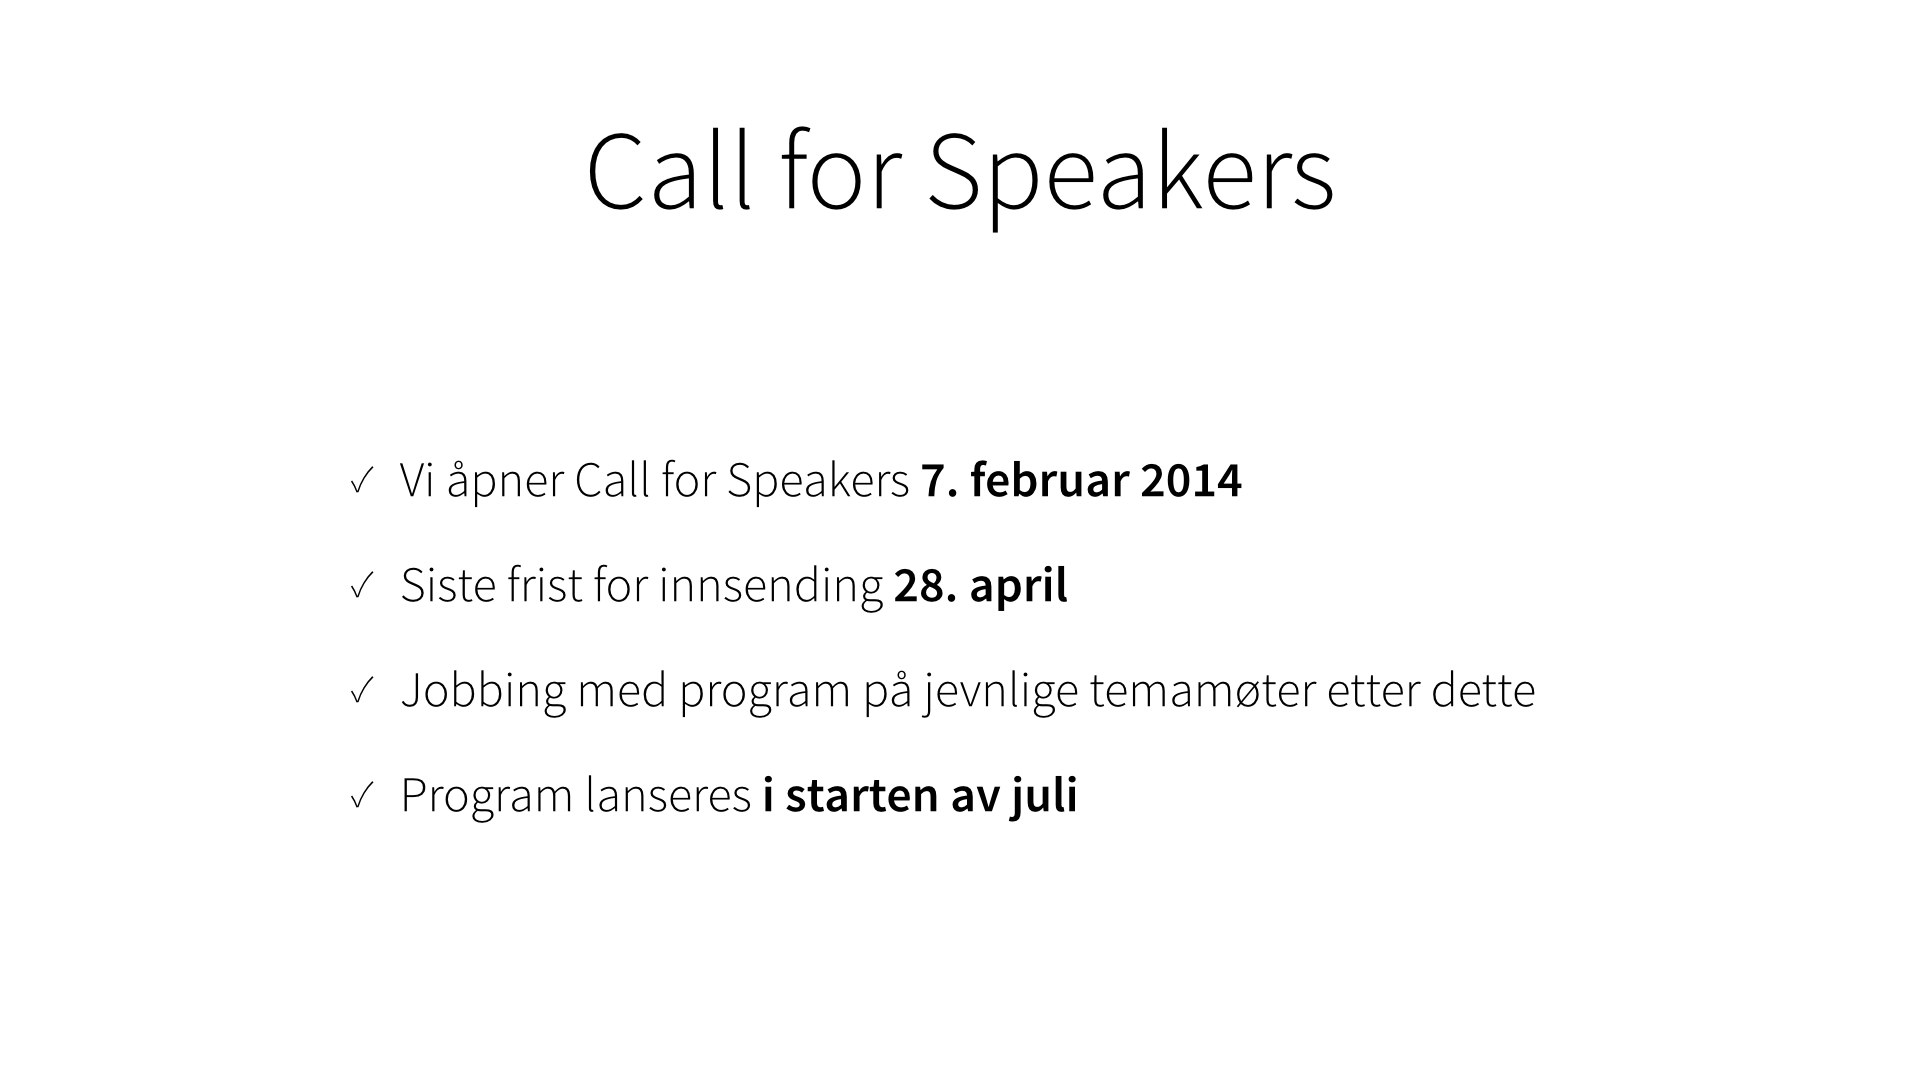 Call for Speakers
✓ Vi åpner Call for Speakers 7. februar 2014
✓ Siste frist for innsending 28. april
✓ Jobbing med program på jevnlige temamøter etter dette
✓ Program lanseres i starten av juli